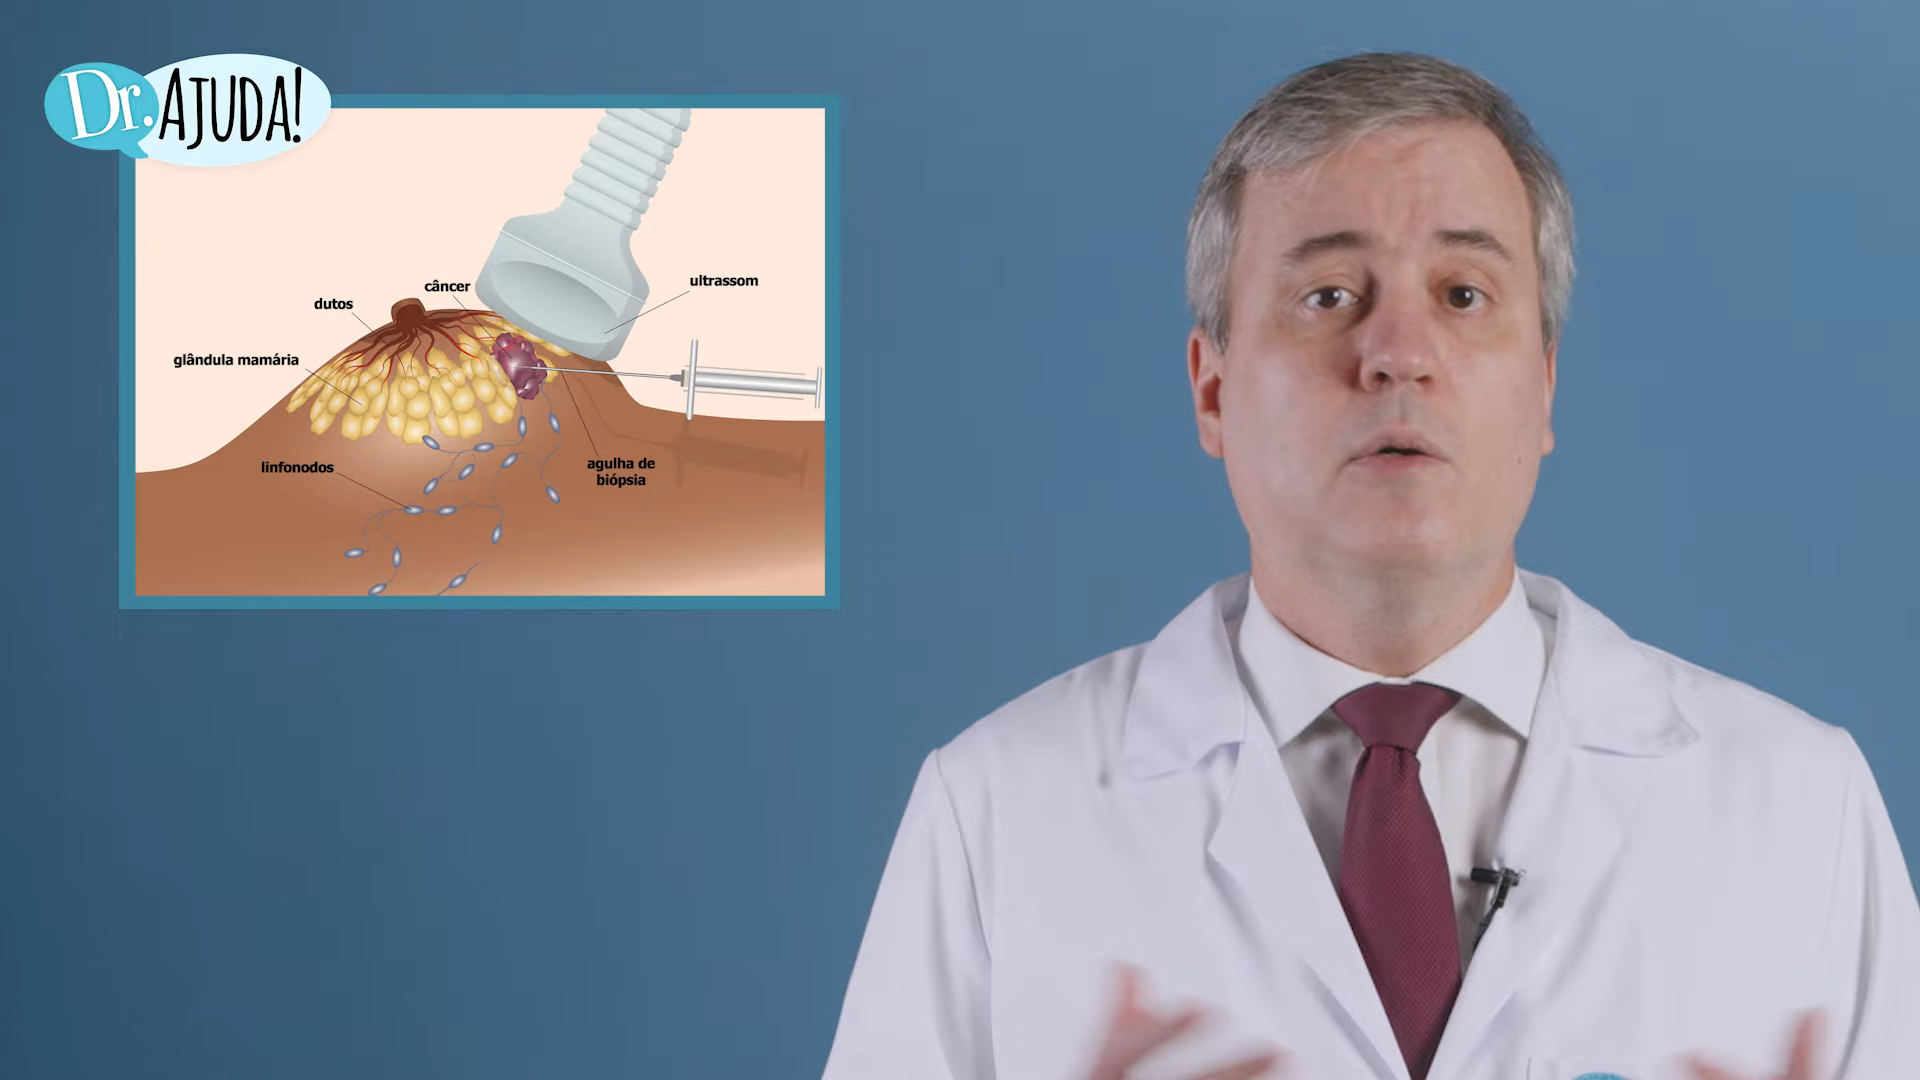 Dr. AJUDA!
ultrassom
câncer
dutos
glândula mamária
linfonodos
agulha de
biópsia